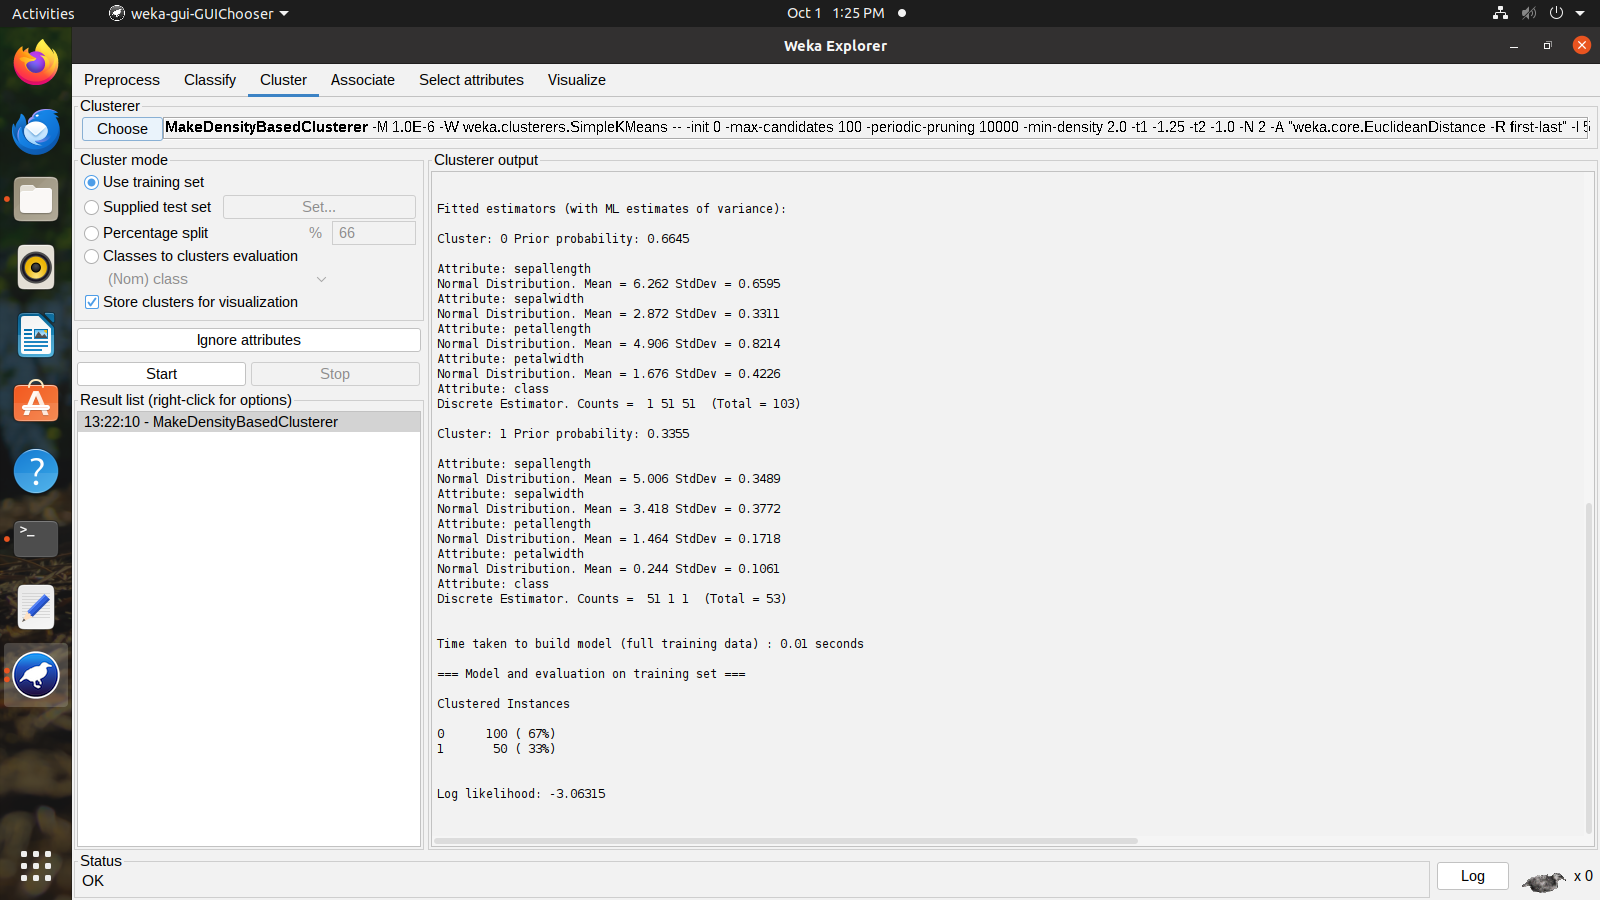 Activities
weka-gui-GUIChooser
Oct 1 1:25 PM
Weka Explorer
Preprocess Classify Cluster Associate Select attributes Visualize
Clusterer
Choose
MakeDensityBasedClusterer -M 1.0E-6 -W weka.clusterers.SimpleKMeans -- -init 0 -max-candidates 100 -periodic-pruning 10000 -min-density 2.0 -t1 -1.25 -t2 -1.0 -N 2 -A "weka.core.EuclideanDistance -R first-last" -I 5
Cluster mode
Use training set
Supplied test set Set...
Percentage split % 66
Classes to clusters evaluation
(Nom) class
Store clusters for visualization
Ignore attributes
Start Stop
Result list (right-click for options)
13:22:10 - MakeDensityBasedClusterer
Clusterer output
Fitted estimators (with ML estimates of variance):
Cluster: 0 Prior probability: 0.6645
Attribute: sepallength
Normal Distribution. Mean = 6.262 StdDev = 0.6595
Attribute: sepalwidth
Normal Distribution. Mean = 2.872 StdDev = 0.3311
Attribute: petallength
Normal Distribution. Mean = 4.906 StdDev = 0.8214
Attribute: petalwidth
Normal Distribution. Mean = 1.676 StdDev = 0.4226
Attribute: class
Discrete Estimator. Counts = 1 51 51 (Total = 103)
Cluster: 1 Prior probability: 0.3355
Attribute: sepallength
Normal Distribution. Mean = 5.006 StdDev = 0.3489
Attribute: sepalwidth
Normal Distribution. Mean = 3.418 StdDev = 0.3772
Attribute: petallength
Normal Distribution. Mean = 1.464 StdDev = 0.1718
Attribute: petalwidth
Normal Distribution. Mean = 0.244 StdDev = 0.1061
Attribute: class
Discrete Estimator. Counts = 51 1 1 (Total = 53)
Time taken to build model (full training data) : 0.01 seconds
=== Model and evaluation on training set ===
Clustered Instances
0 100 ( 67%)
1 50 ( 33%)
Log likelihood: -3.06315
Status
OK
Log
x 0